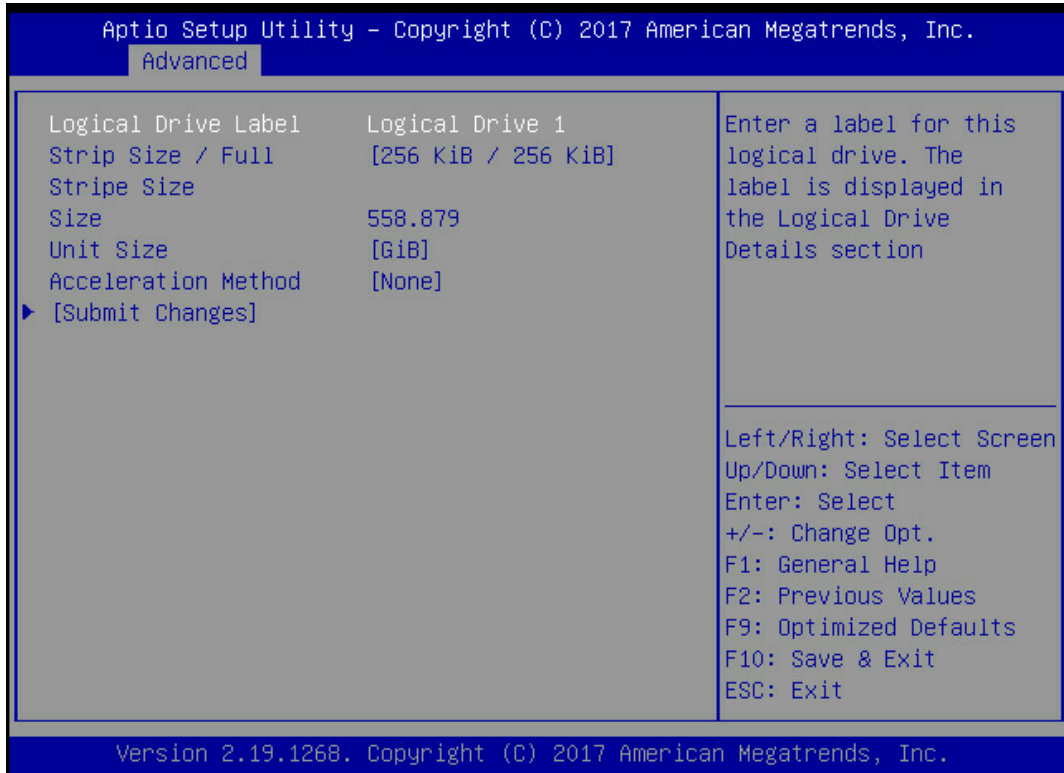 Aptio Setup Utility – Copyright (C) 2017 American Megatrends, Inc.
Advanced
Logical Drive Label Logical Drive 1
Strip Size / Full [256 KiB / 256 KiB]
Stripe Size
Size 558.879
Unit Size [GiB]
Acceleration Method [None]
[Submit Changes]
Enter a label for this
logical drive. The
label is displayed in
the Logical Drive
Details section
Left/Right: Select Screen
Up/Down: Select Item
Enter: Select
+/-: Change Opt.
F1: General Help
F2: Previous Values
F9: Optimized Defaults
F10: Save & Exit
ESC: Exit
Version 2.19.1268. Copyright (C) 2017 American Megatrends, Inc.